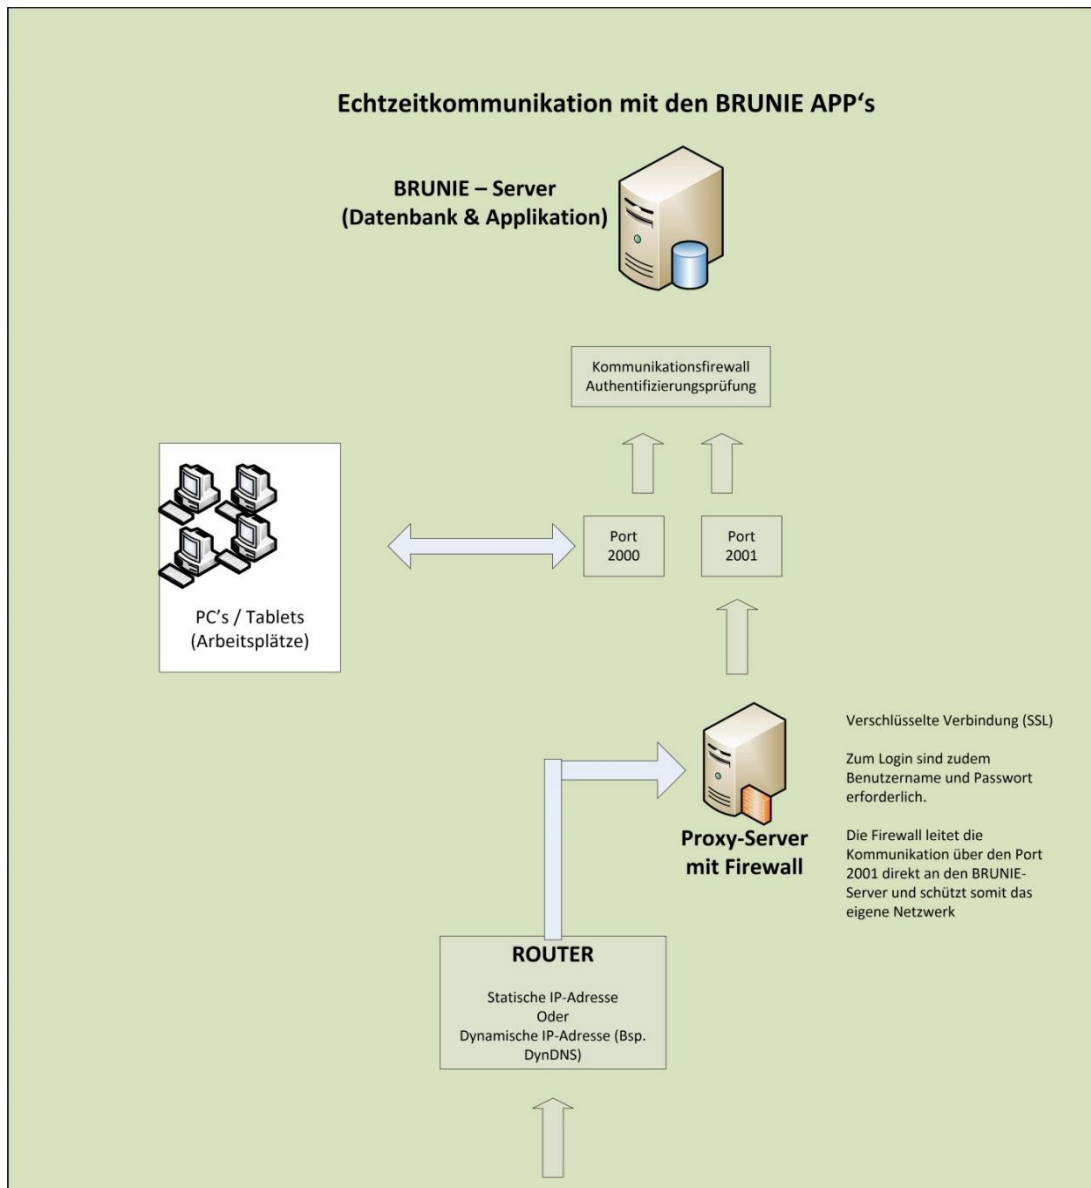 Echtzeitkommunikation mit den BRUNIE APP‘s
BRUNIE – Server
(Datenbank & Applikation)
Kommunikationsfirewall
Authentifizierungsprüfung
Port
2000
Port
2001
PC’s / Tablets
(Arbeitsplätze)
Proxy-Server
mit Firewall
Verschlüsselte Verbindung (SSL)
Zum Login sind zudem
Benutzername und Passwort
erforderlich.
Die Firewall leitet die
Kommunikation über den Port
2001 direkt an den BRUNIE-
Server und schützt somit das
eigene Netzwerk
ROUTER
Statische IP-Adresse
Oder
Dynamische IP-Adresse (Bsp.
DynDNS)